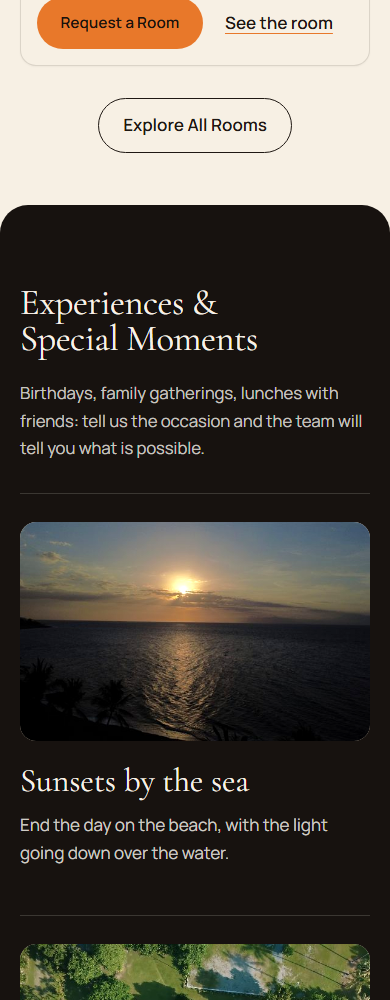 Request a Room
See the room
Explore All Rooms
Experiences &
Special Moments
Birthdays, family gatherings, lunches with
friends: tell us the occasion and the team will
tell you what is possible.
Sunsets by the sea
End the day on the beach, with the light
going down over the water.